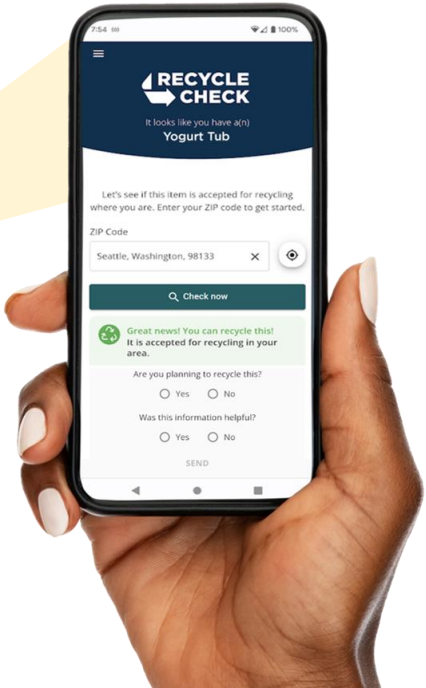 7:54
100%
RECYCLE
CHECK
It looks like you have a(n)
Yogurt Tub
Let's see if this item is accepted for recycling
where you are. Enter your ZIP code to get started.
ZIP Code
Seattle, Washington, 98133
Check now
Great news! You can recycle this!
It is accepted for recycling in your
area.
Are you planning to recycle this?
Yes No
Was this information helpful?
Yes No
SEND